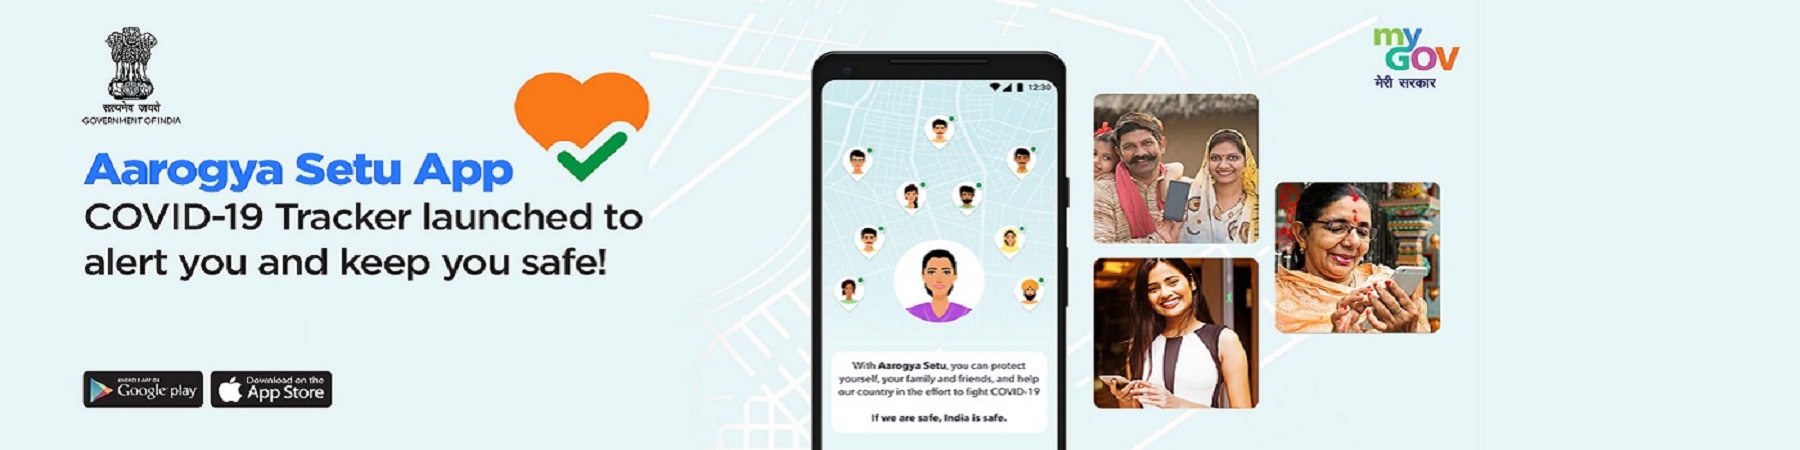 सत्यमेव जयते
GOVERNMENT OF INDIA
Aarogya Setu App
COVID-19 Tracker launched to
alert you and keep you safe!
Google play
Download on the
App Store
12:30
With Aarogya Setu, you can protect
yourself, your family and friends, and help
our country in the effort to fight COVID-19
If we are safe, India is safe.
my
GOV
मेरी सरकार